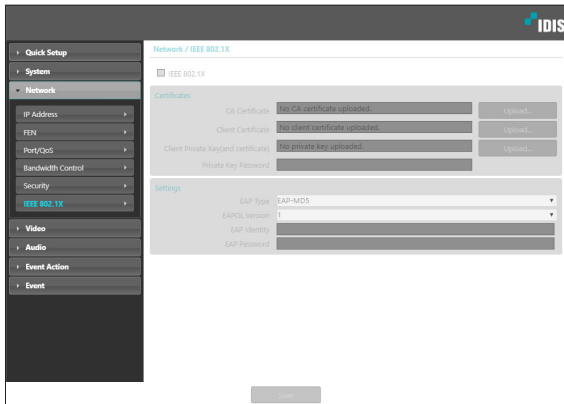 IDIS
Quick Setup
System
Network
IP Address
FEN
Port/QoS
Bandwidth Control
Security
IEEE 802.1X
Video
Audio
Event Action
Event
Network / IEEE 802.1X
IEEE 802.1X
Certificates
CA Certificate No CA certificate uploaded. Upload...
Client Certificate No client certificate uploaded. Upload...
Client Private Key(and certificate) No private key uploaded. Upload...
Private Key Password
Settings
EAP Type EAP-MD5
EAPOL Version 1
EAP Identity
EAP Password
Save